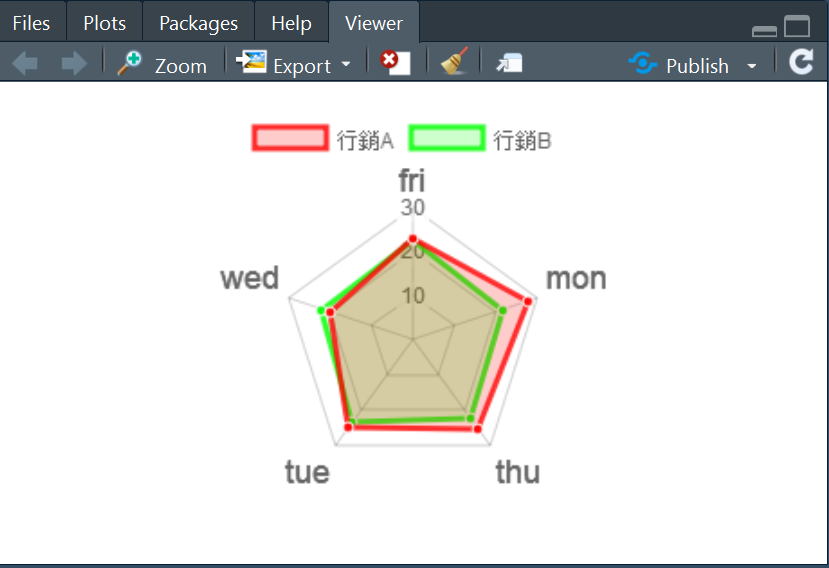 Files Plots Packages Help Viewer
Zoom Export Publish
行銷A 行銷B
fri
30
20
wed mon
10
tue thu